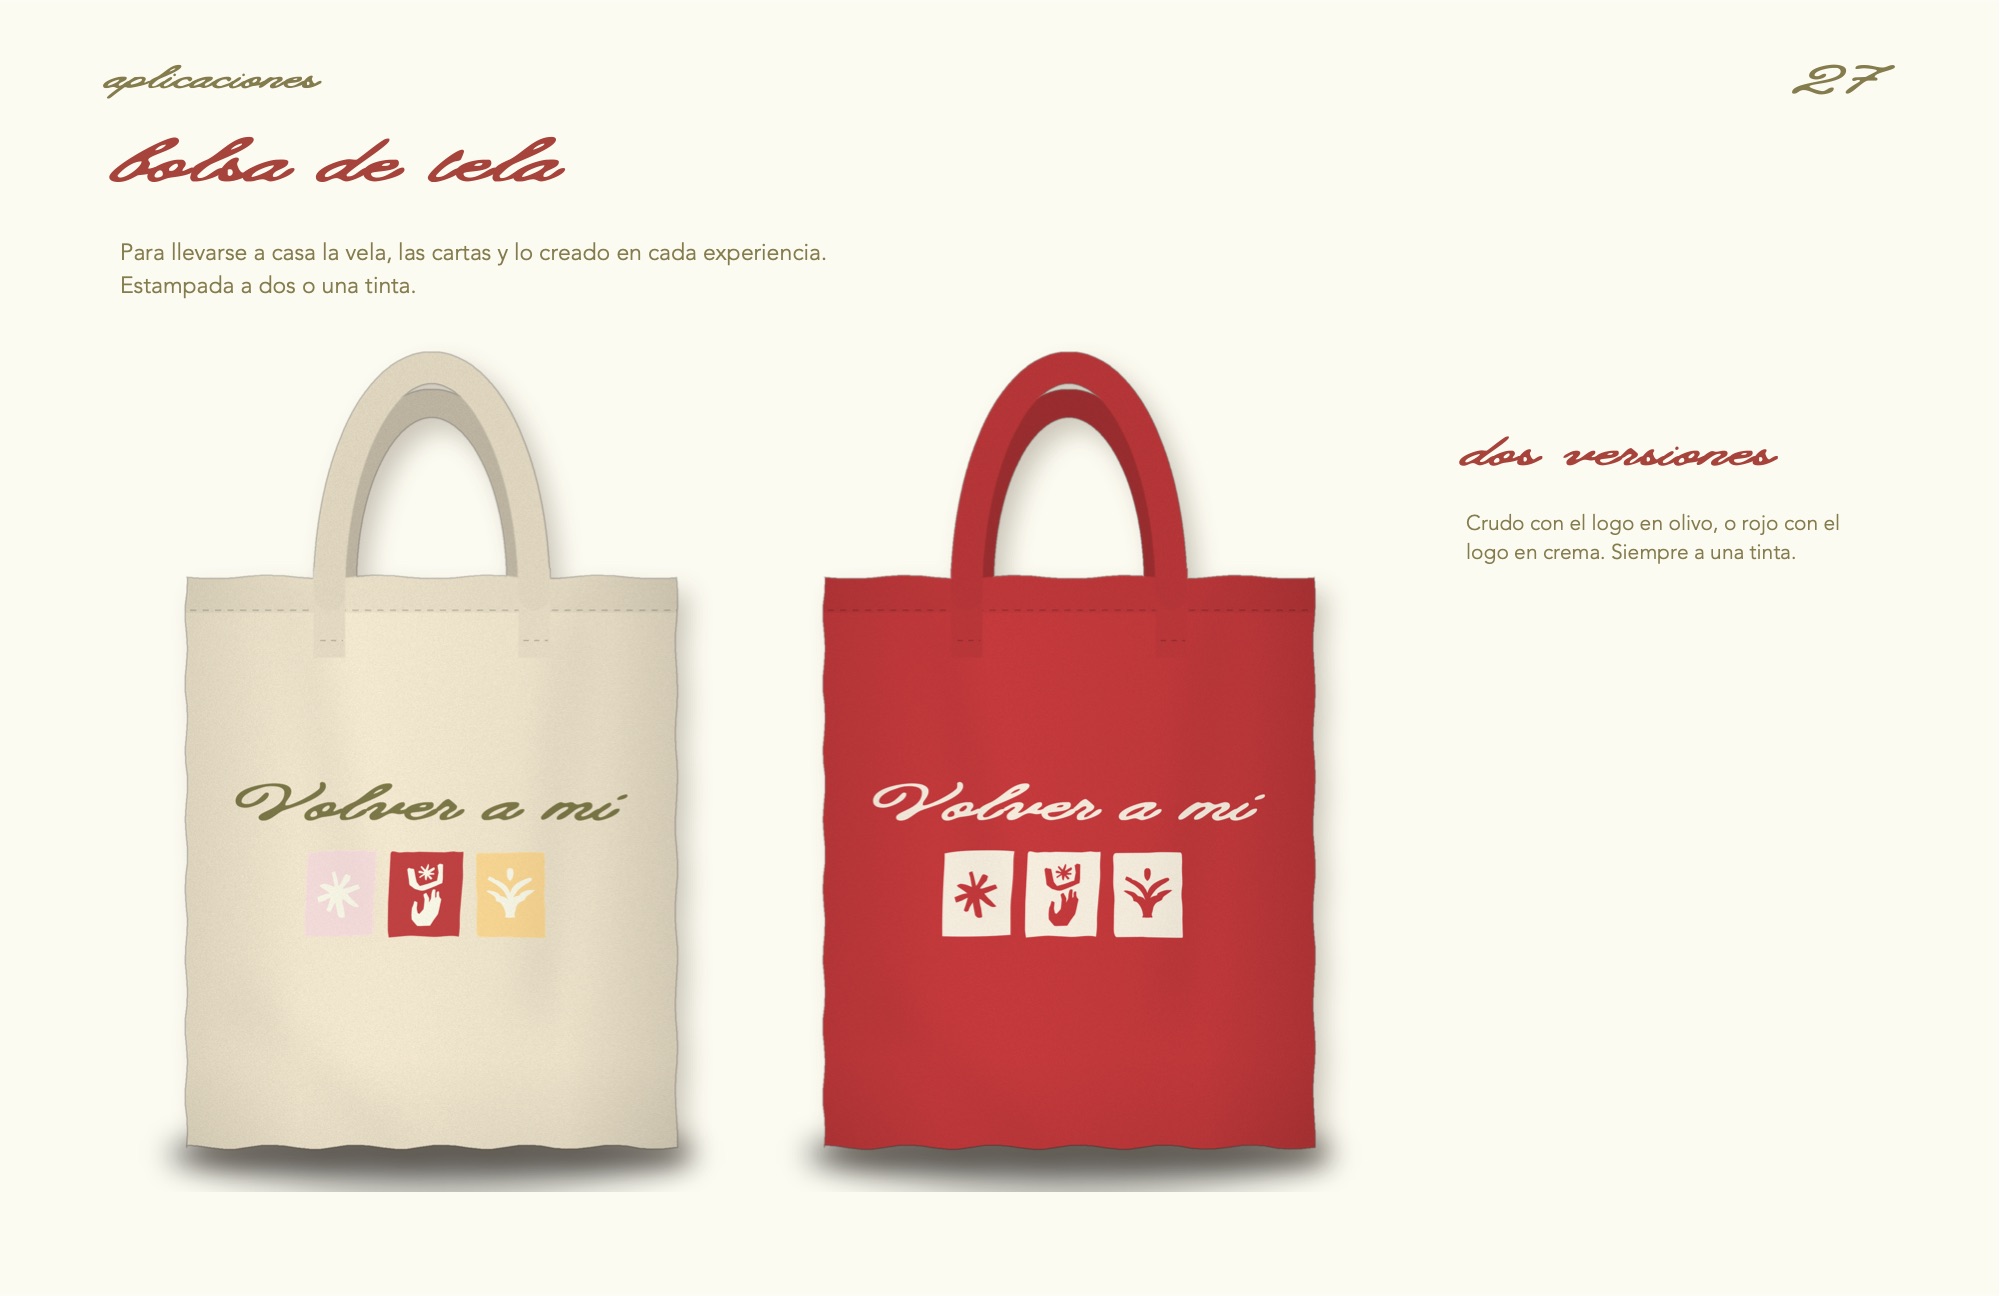 aplicaciones
27
bolsa de tela
Para llevarse a casa la vela, las cartas y lo creado en cada experiencia.
Estampada a dos o una tinta.
dos versiones
Crudo con el logo en olivo, o rojo con el
logo en crema. Siempre a una tinta.
Volver a mí
Volver a mí